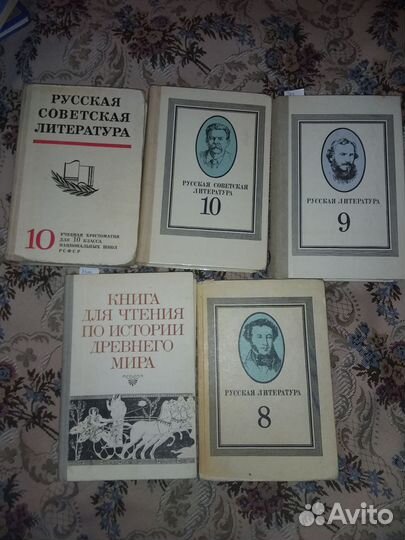 РУССКАЯ
СОВЕТСКАЯ
ЛИТЕРАТУРА
10
УЧЕБНАЯ ХРЕСТОМАТИЯ
ДЛЯ 10 КЛАССА
НАЦИОНАЛЬНЫХ ШКОЛ
РСФСР
РУССКАЯ СОВЕТСКАЯ
ЛИТЕРАТУРА
10
РУССКАЯ ЛИТЕРАТУРА
9
КНИГА
ДЛЯ ЧТЕНИЯ
ПО ИСТОРИИ
ДРЕВНЕГО
МИРА
РУССКАЯ ЛИТЕРАТУРА
8
Avito